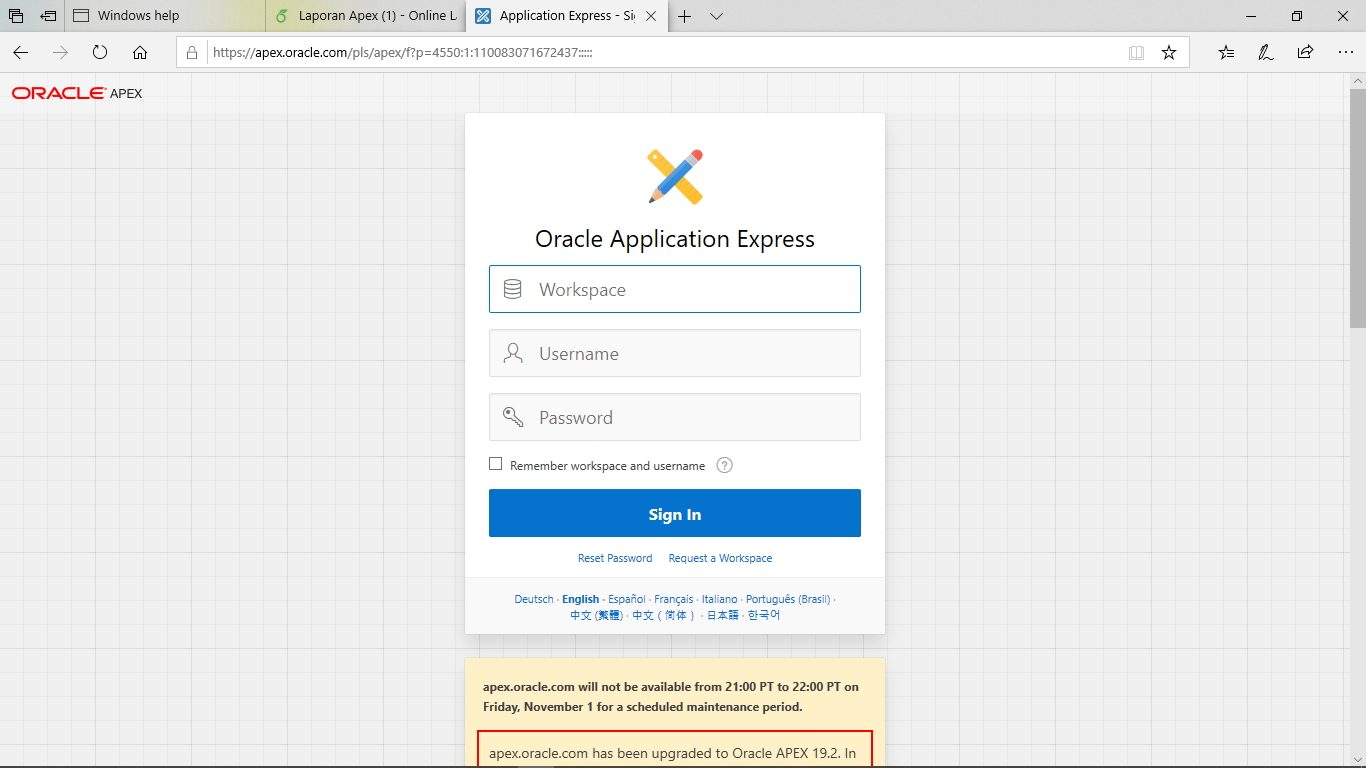 Windows help
Laporan Apex (1) - Online L
Application Express - Si
https://apex.oracle.com/pls/apex/f?p=4550:1:110083071672437:::::
ORACLE APEX
Oracle Application Express
Workspace
Username
Password
Remember workspace and username ?
Sign In
Reset Password Request a Workspace
Deutsch · English · Español · Français · Italiano · Português (Brasil) ·
中文 (繁體) · 中文 ( 简体 ) · 日本語 · 한국어
apex.oracle.com will not be available from 21:00 PT to 22:00 PT on
Friday, November 1 for a scheduled maintenance period.
apex.oracle.com has been upgraded to Oracle APEX 19.2. In